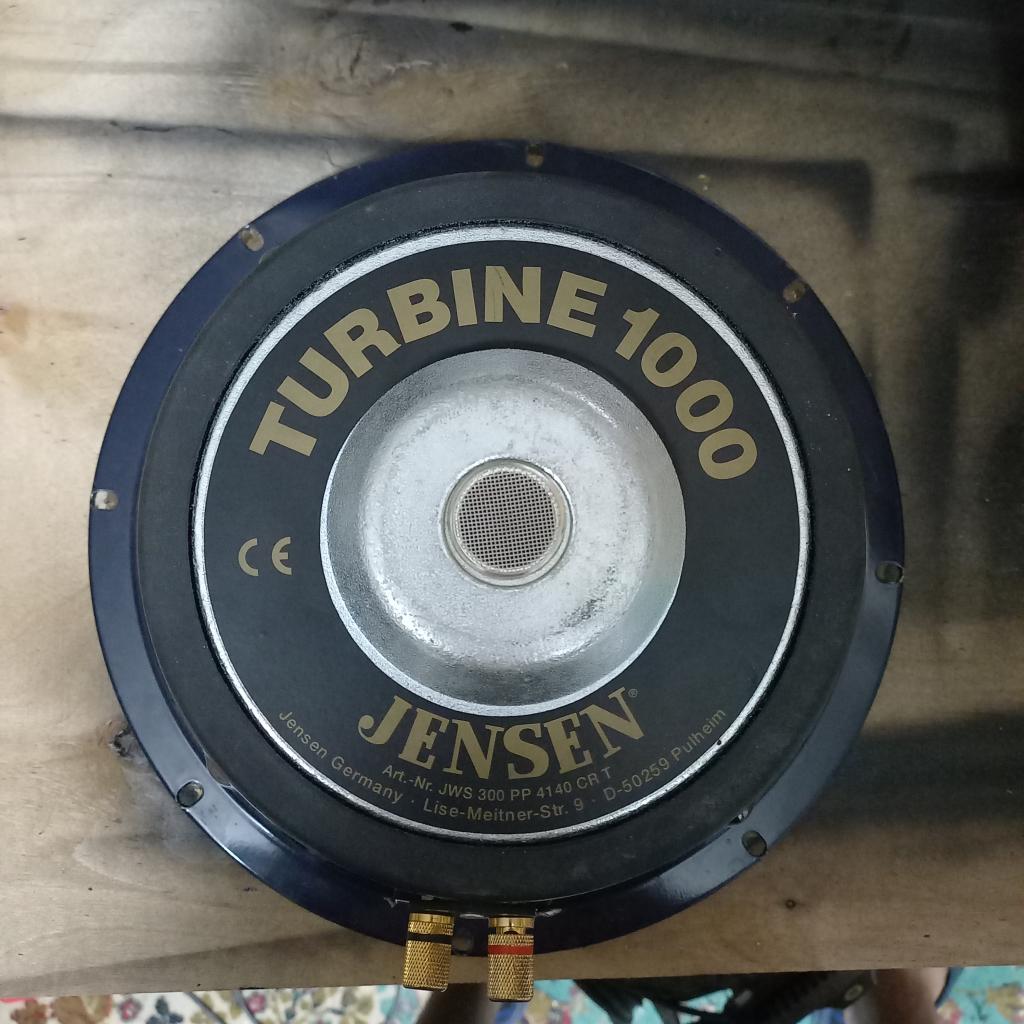 TURBINE 1000
CE
JENSEN®
Art.-Nr. JWS 300 PP 4140 CR T
Jensen Germany · Lise-Meitner-Str. 9 · D-50259 Pulheim